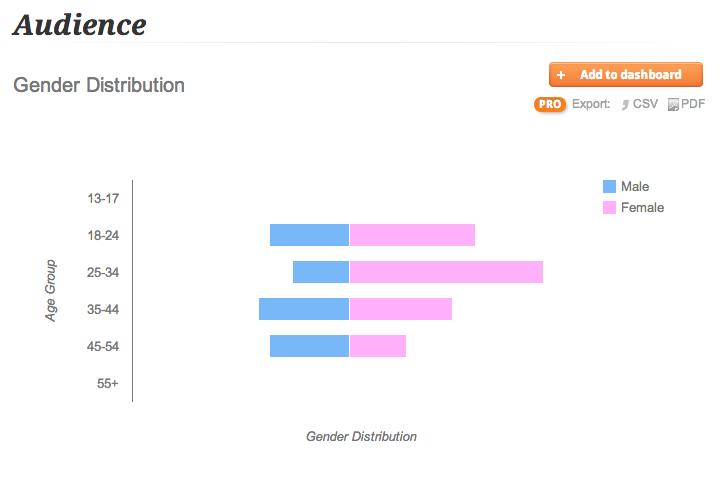 Audience
Gender Distribution
+ Add to dashboard
PRO Export: CSV PDF
Male
Female
13-17
18-24
25-34
35-44
45-54
55+
Age Group
Gender Distribution